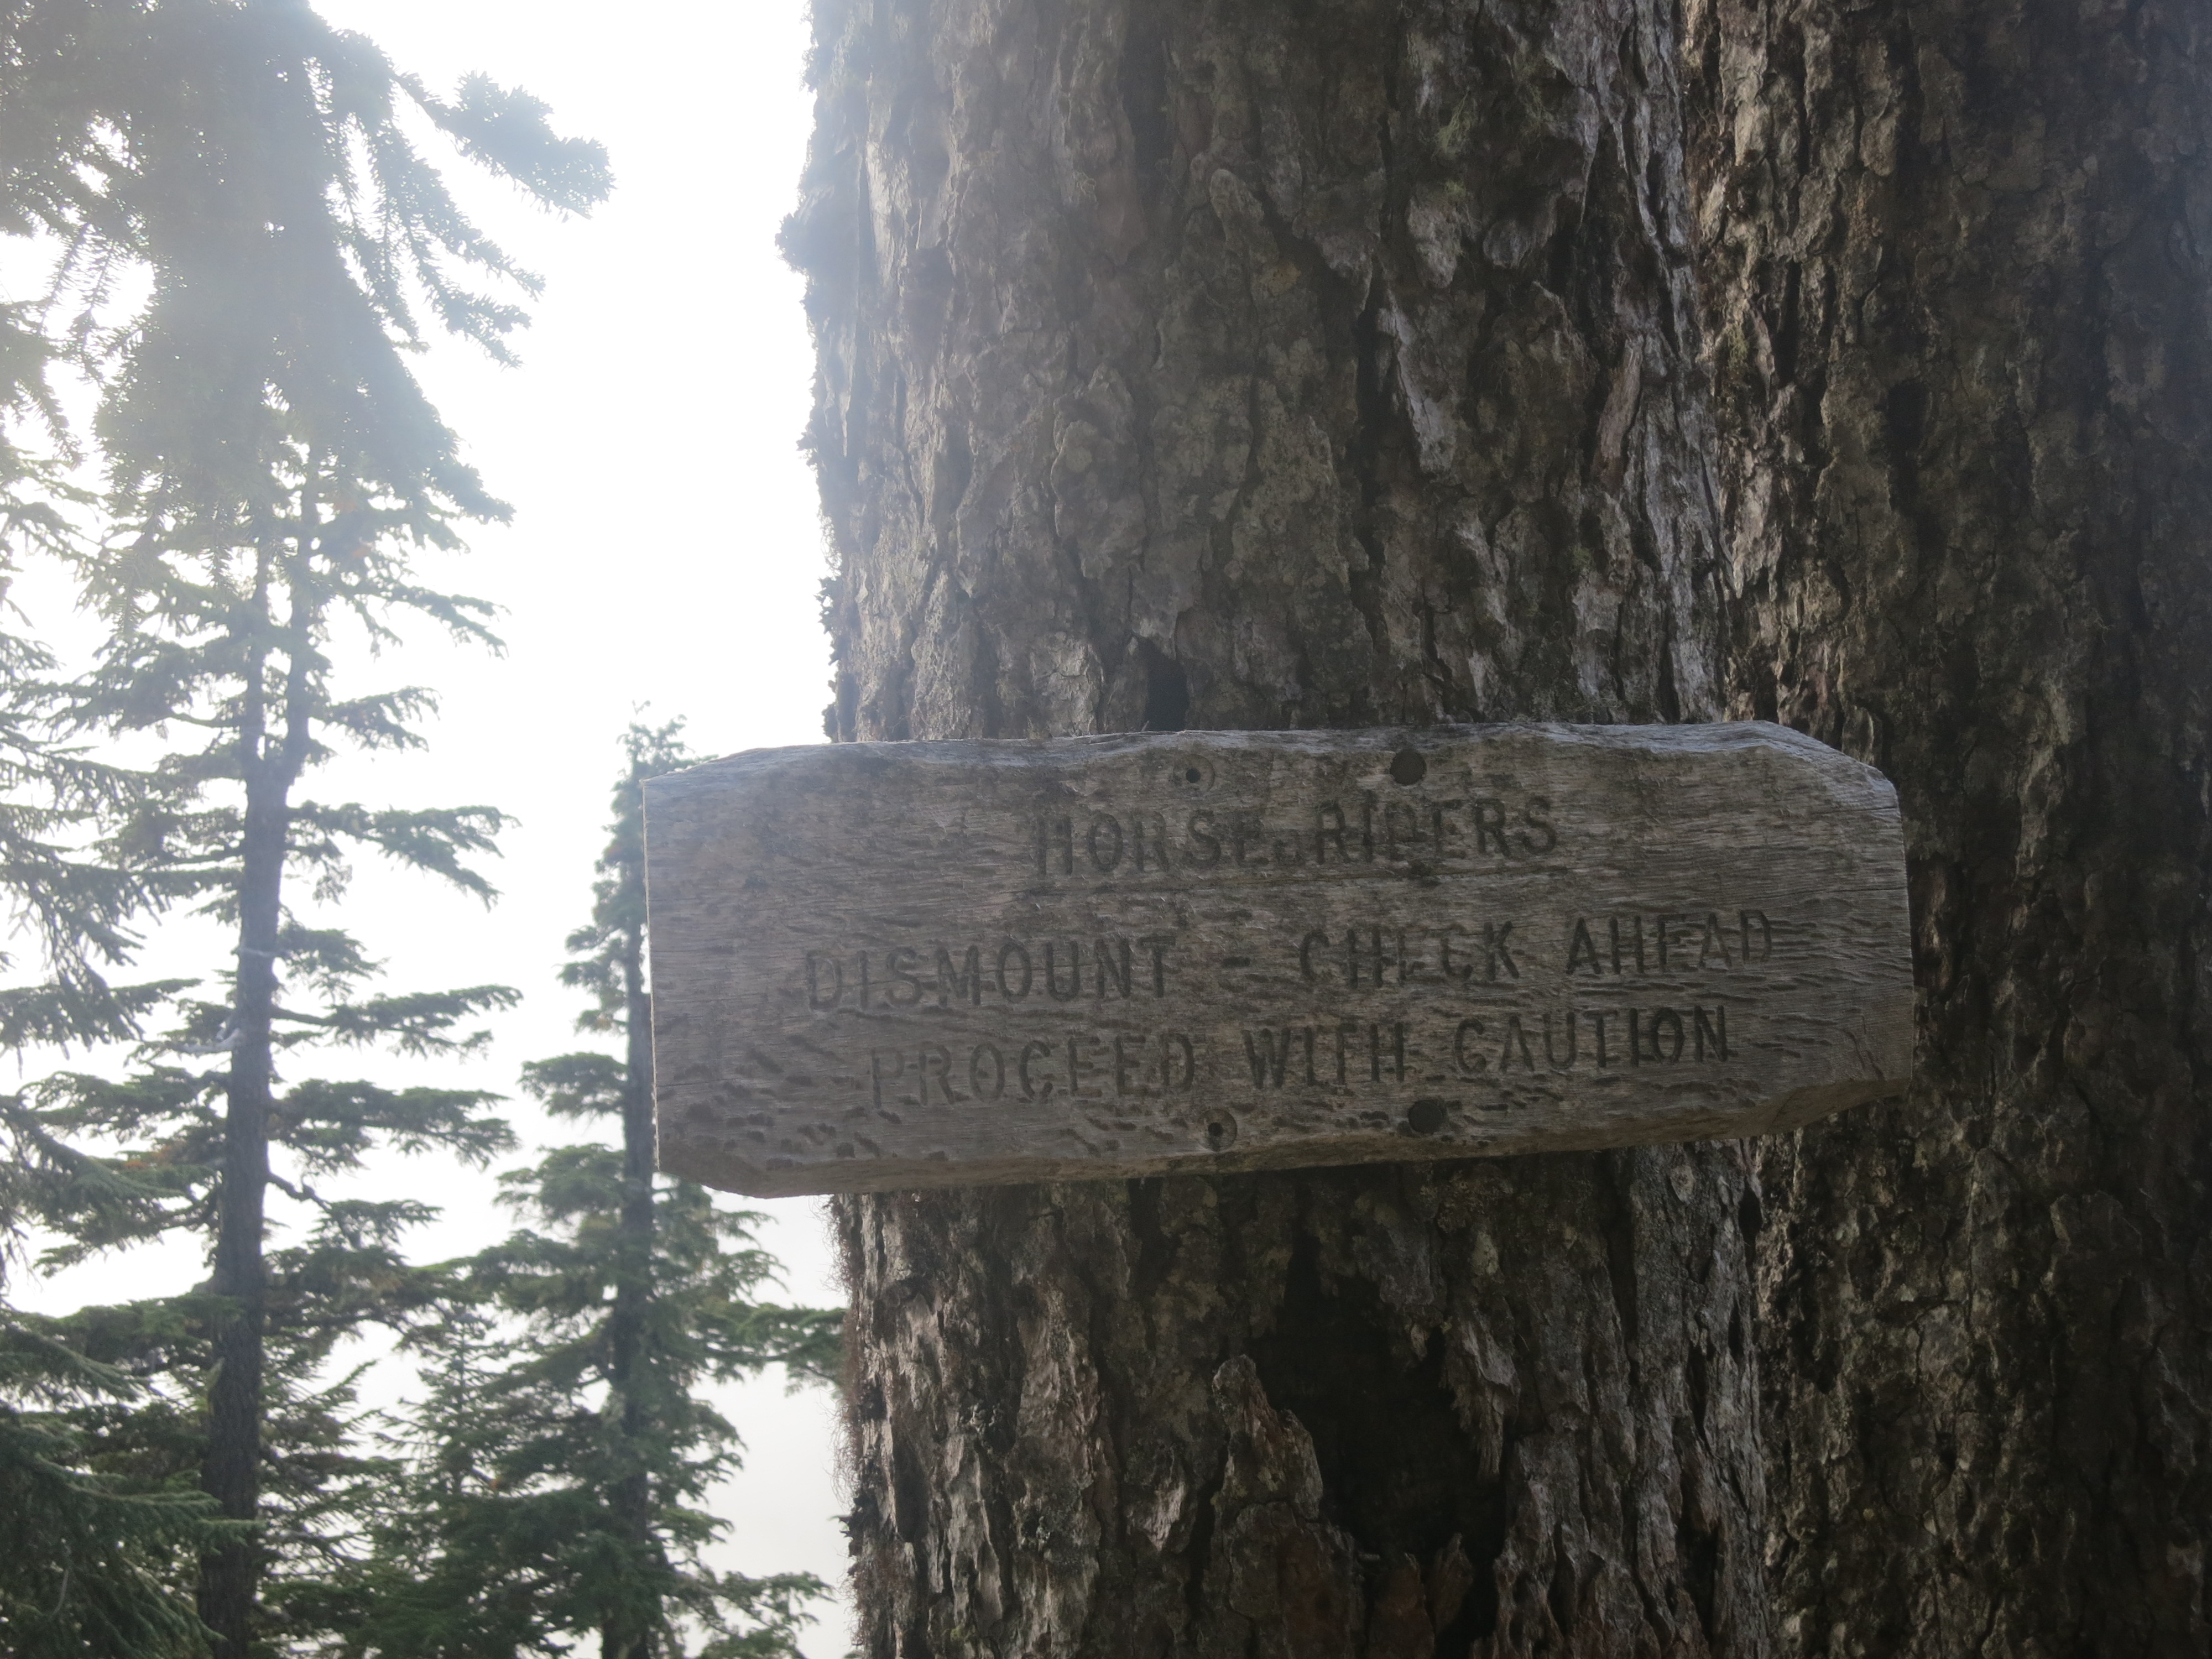 HORSE RIDERS
DISMOUNT - CHECK AHEAD
PROCEED WITH CAUTION